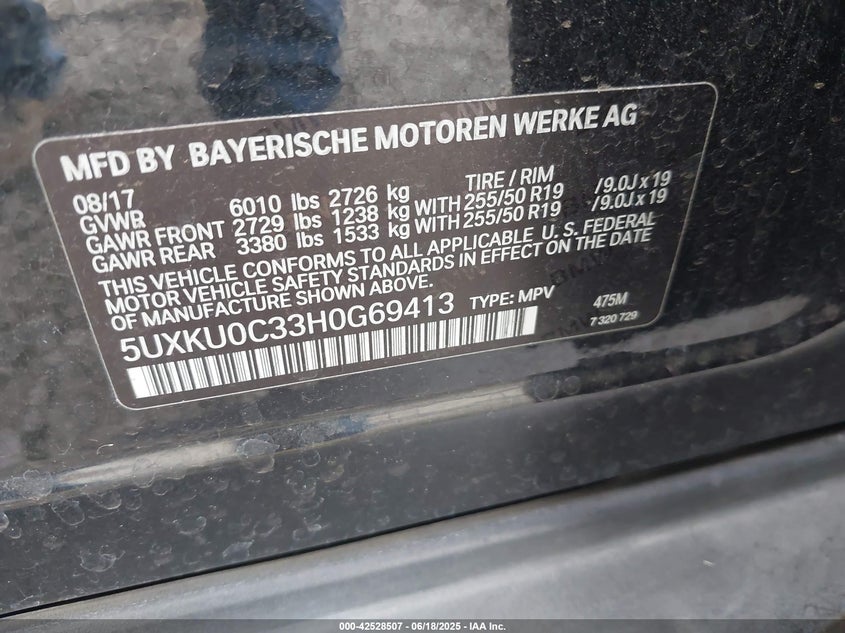 MFD BY BAYERISCHE MOTOREN WERKE AG
08/17 TIRE / RIM
GVWR 6010 lbs 2726 kg
GAWR FRONT 2729 lbs 1238 kg WITH 255/50 R19 /9.0J x 19
GAWR REAR 3380 lbs 1533 kg WITH 255/50 R19 /9.0J x 19
THIS VEHICLE CONFORMS TO ALL APPLICABLE U. S. FEDERAL
MOTOR VEHICLE SAFETY STANDARDS IN EFFECT ON THE DATE
OF MANUFACTURE SHOWN ABOVE.
5UXKU0C33H0G69413 TYPE: MPV 475M
7 320 729
000-42528507 - 06/18/2025 - IAA Inc.